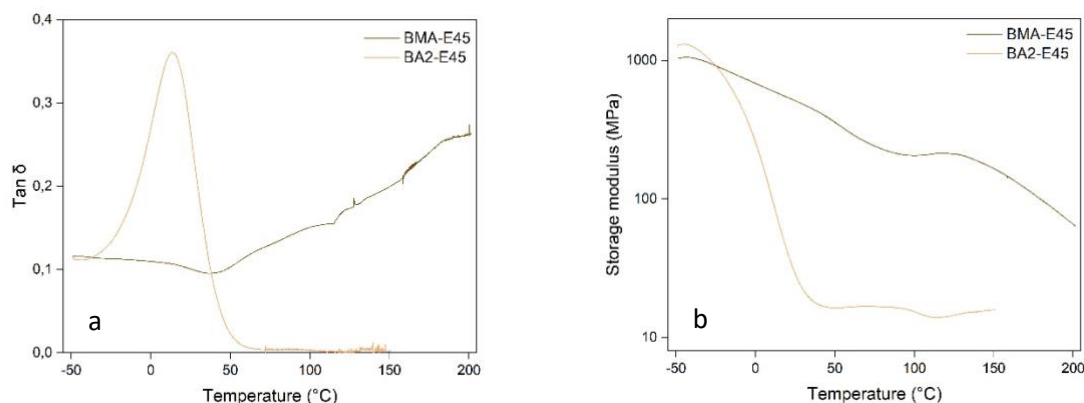 0,4
BMA-E45
BA2-E45
0,3
Tan δ
0,2
0,1
a
0,0
-50 0 50 100 150 200
Temperature (°C)
BMA-E45
BA2-E45
1000
Storage modulus (MPa)
100
b
10
-50 0 50 100 150 200
Temperature (°C)